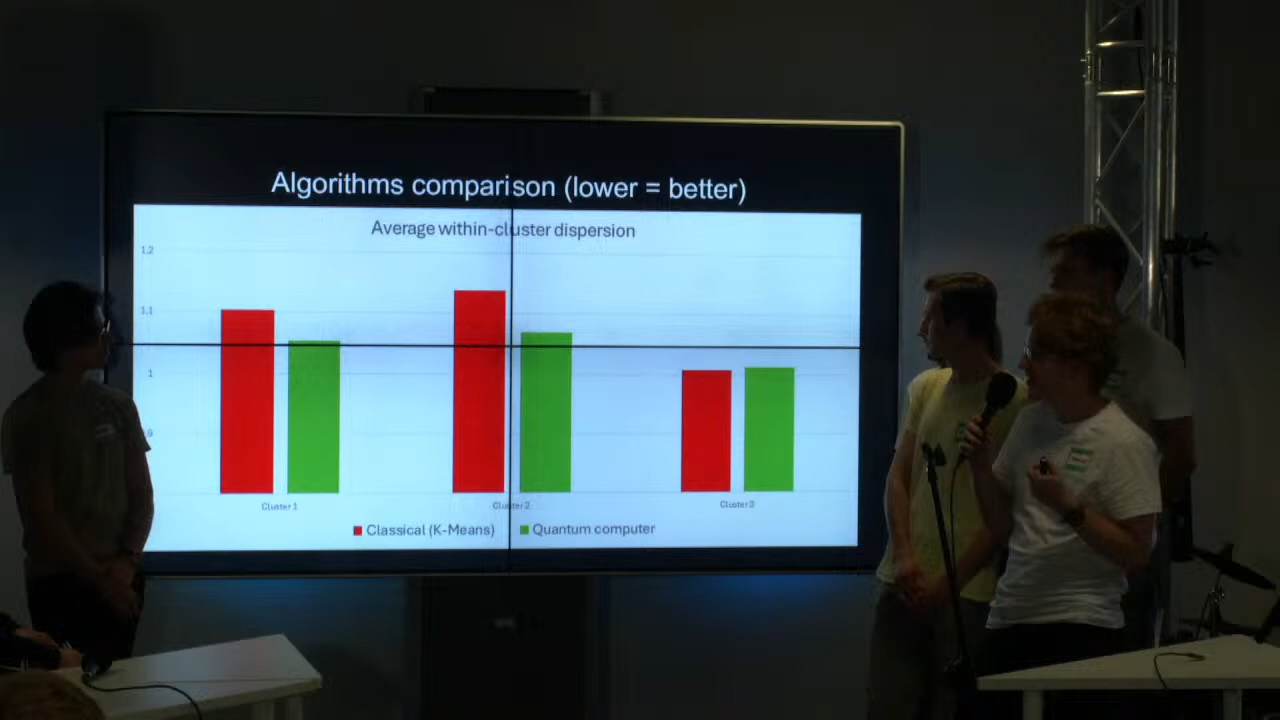 Algorithms comparison (lower = better)
Average within-cluster dispersion
1,2
1,1
1
Cluster 1
Cluster 2
Cluster 3
Classical (K-Means)
Quantum computer